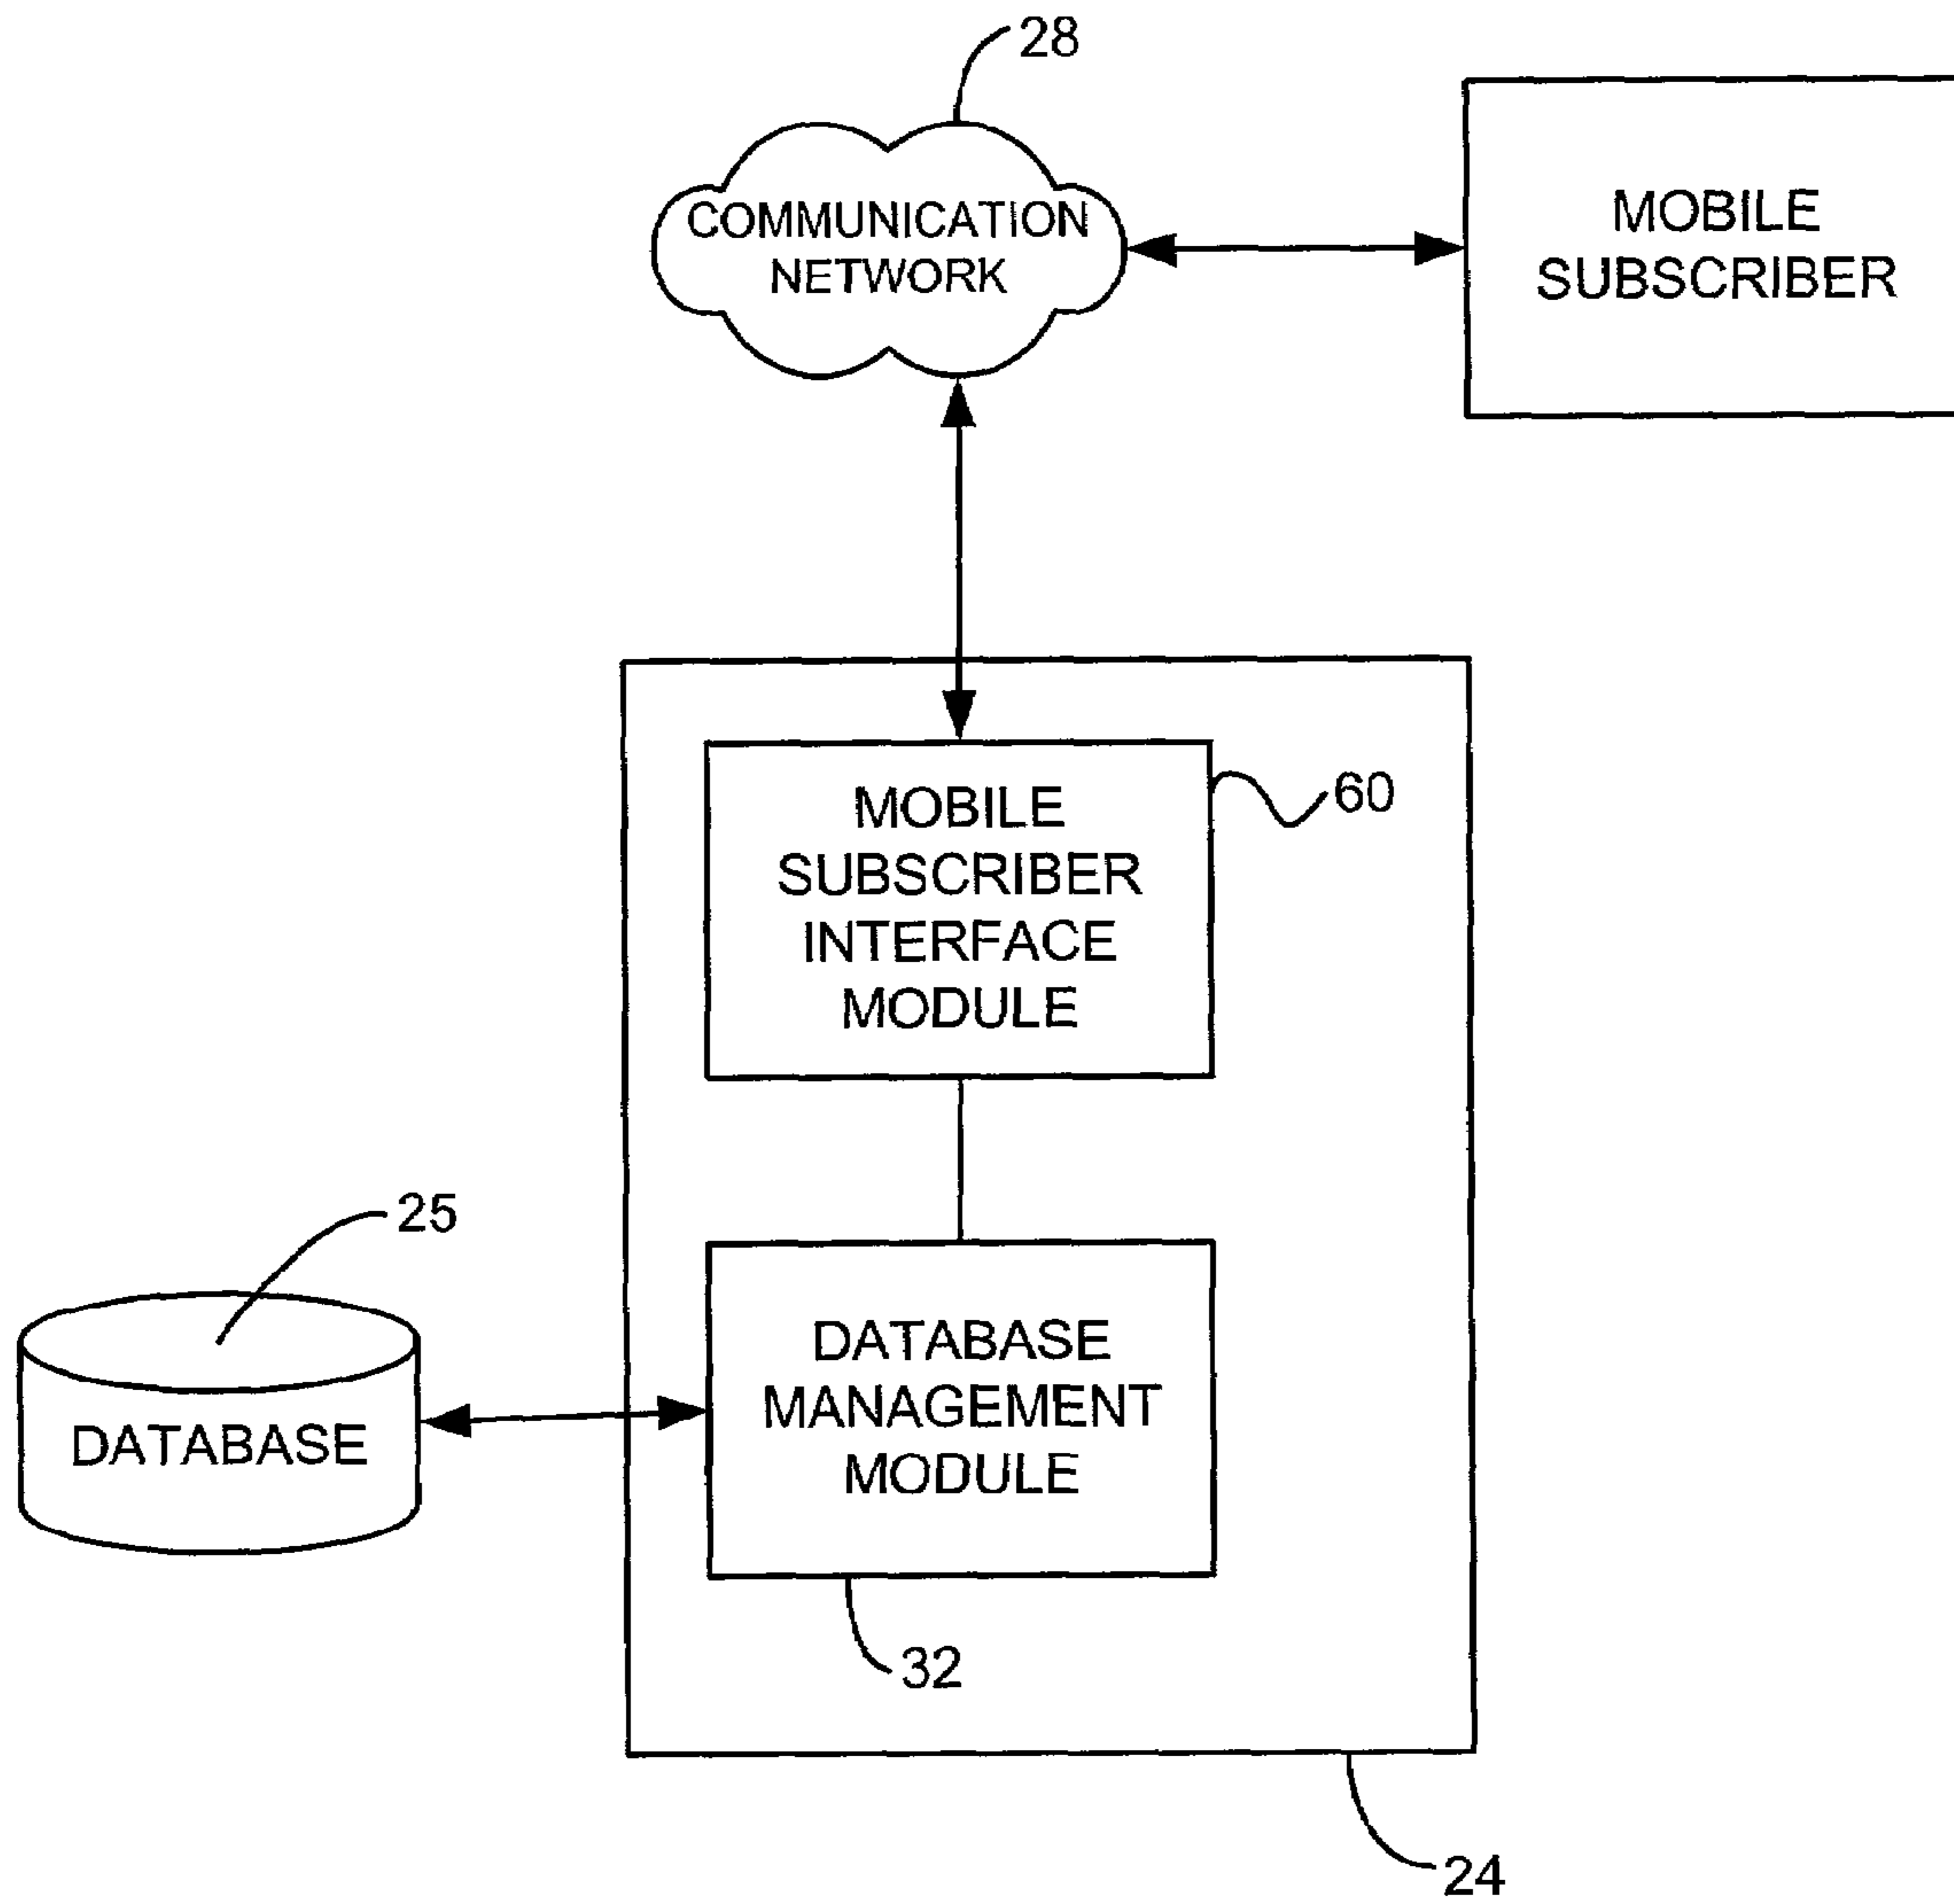 28
COMMUNICATION
NETWORK
MOBILE
SUBSCRIBER
MOBILE
SUBSCRIBER
INTERFACE
MODULE
60
25
DATABASE
DATABASE
MANAGEMENT
MODULE
32
24